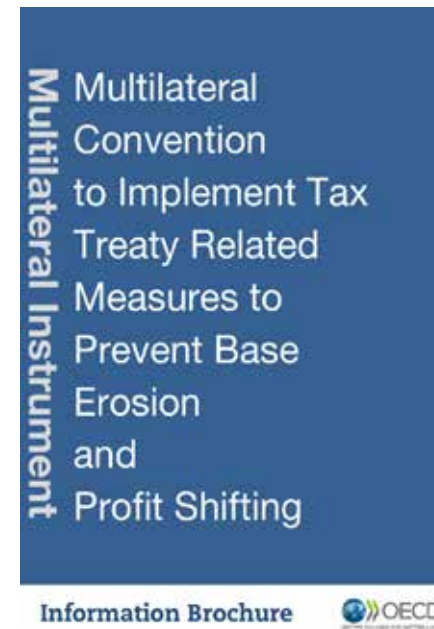 Multilateral Instrument
Multilateral
Convention
to Implement Tax
Treaty Related
Measures to
Prevent Base
Erosion
and
Profit Shifting
Information Brochure
OECD